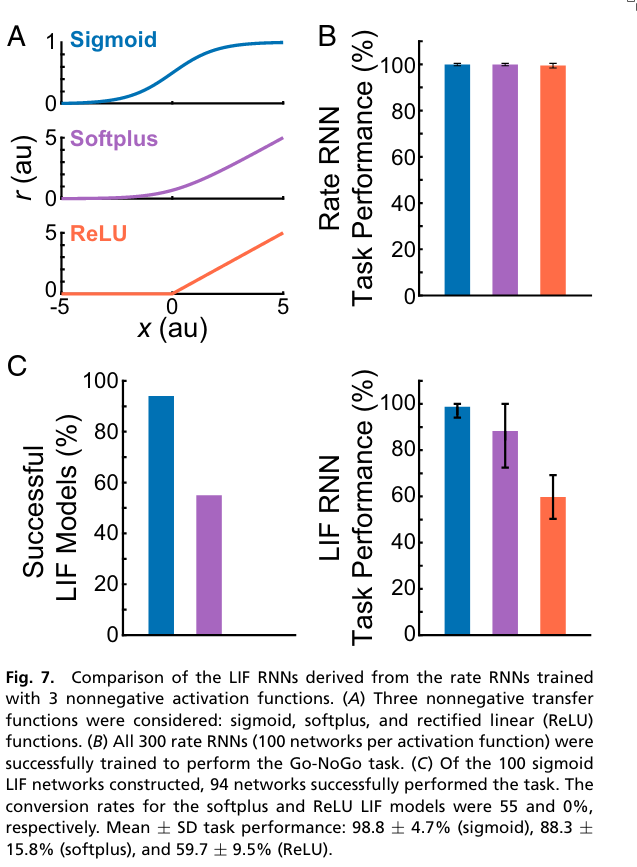 A
Sigmoid
1
0
Softplus
5
0
r (au)
ReLU
5
0
-5
0
5
x (au)
B
Rate RNN
Task Performance (%)
100
80
60
40
20
0
C
Successful
LIF Models (%)
100
80
60
40
20
0
LIF RNN
Task Performance (%)
100
80
60
40
20
0
Fig. 7. Comparison of the LIF RNNs derived from the rate RNNs trained
with 3 nonnegative activation functions. (A) Three nonnegative transfer
functions were considered: sigmoid, softplus, and rectified linear (ReLU)
functions. (B) All 300 rate RNNs (100 networks per activation function) were
successfully trained to perform the Go-NoGo task. (C) Of the 100 sigmoid
LIF networks constructed, 94 networks successfully performed the task. The
conversion rates for the softplus and ReLU LIF models were 55 and 0%,
respectively. Mean ± SD task performance: 98.8 ± 4.7% (sigmoid), 88.3 ±
15.8% (softplus), and 59.7 ± 9.5% (ReLU).